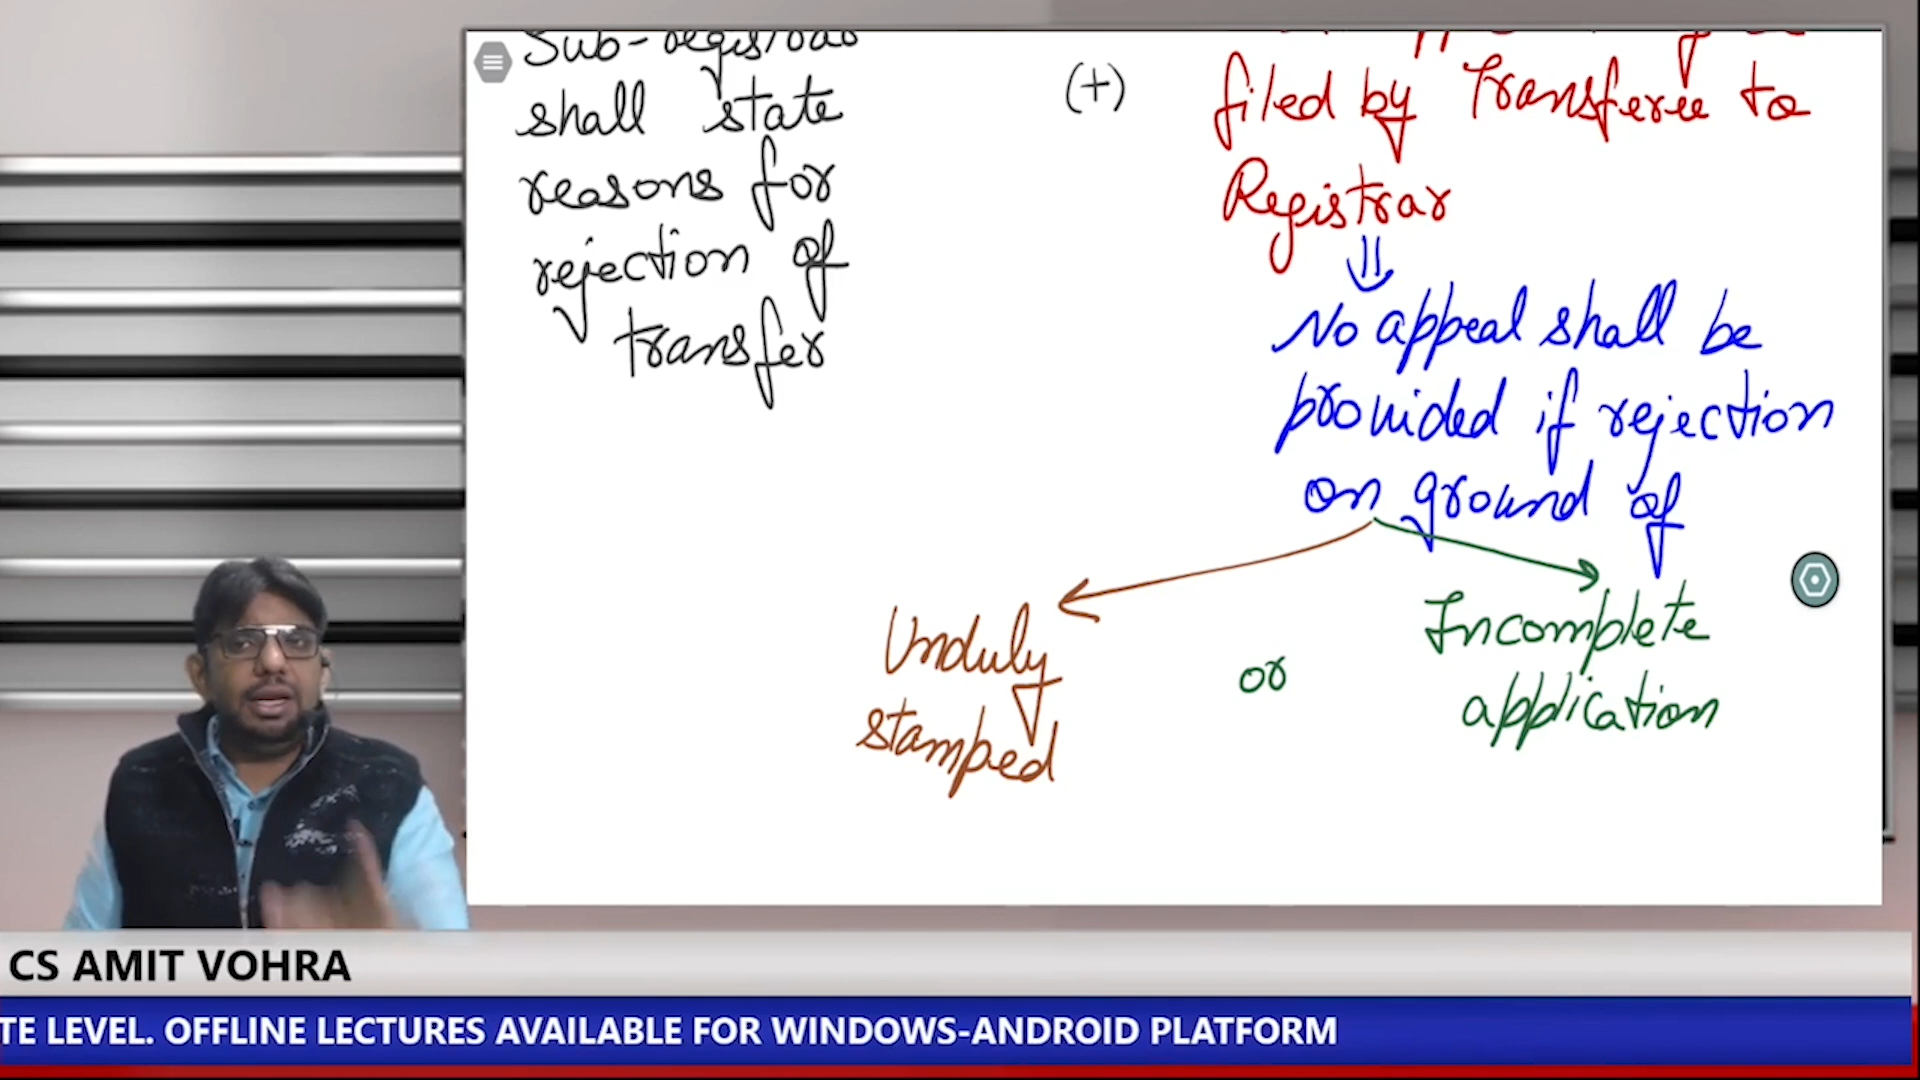 Sub-registrar
shall state
reasons for
rejection of
transfer
(+)
filed by Transferee to
Registrar
No appeal shall be
provided if rejection
on ground of
Unduly
stamped
or
Incomplete
application
CS AMIT VOHRA
TE LEVEL. OFFLINE LECTURES AVAILABLE FOR WINDOWS-ANDROID PLATFORM